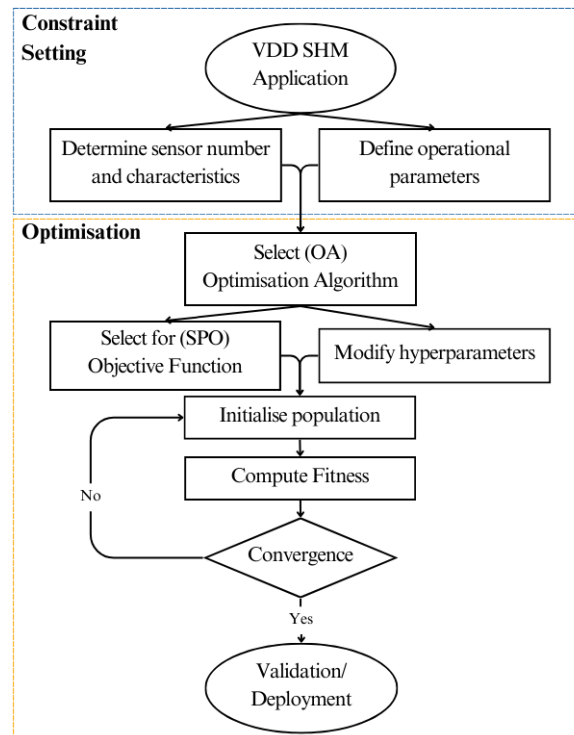 Constraint
Setting
VDD SHM
Application
Determine sensor number
and characteristics
Define operational
parameters
Optimisation
Select (OA)
Optimisation Algorithm
Select for (SPO)
Objective Function
Modify hyperparameters
Initialise population
Compute Fitness
No
Convergence
Yes
Validation/
Deployment